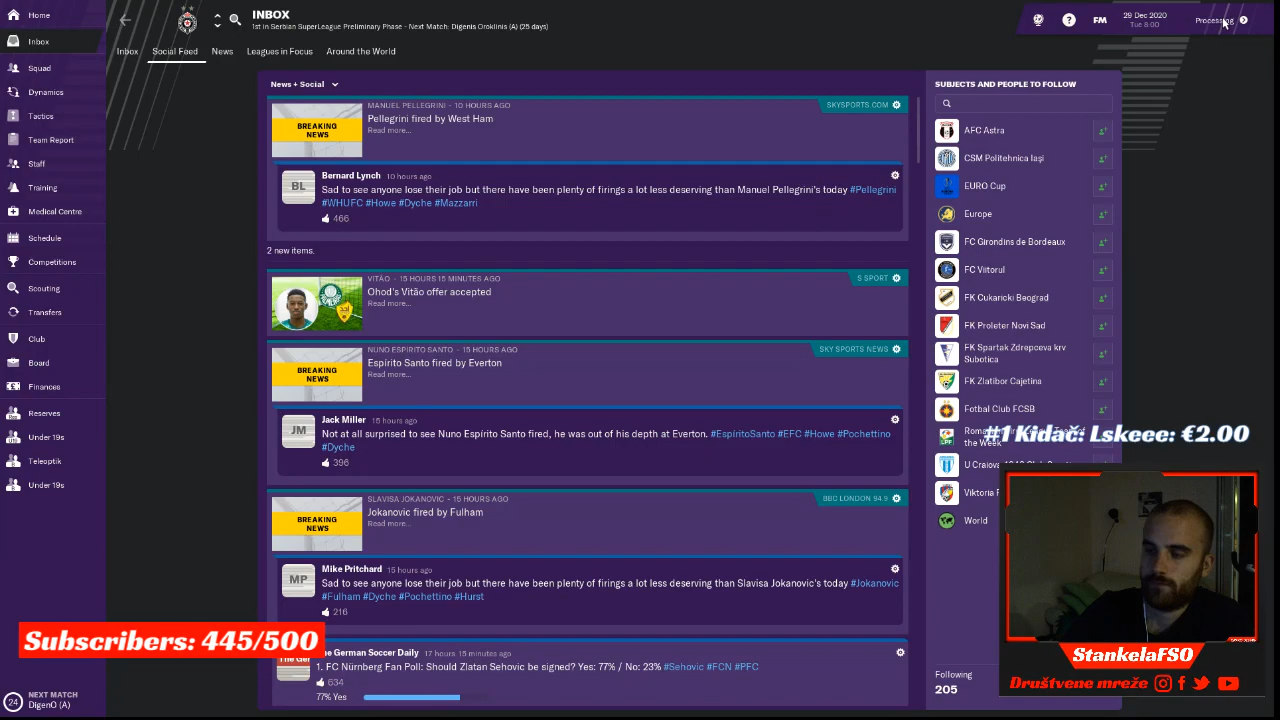 Home
Inbox
Squad
Dynamics
Tactics
Team Report
Staff
Training
Medical Centre
Schedule
Competitions
Scouting
Transfers
Club
Board
Finances
Reserves
Under 19s
Teleoptik
Under 19s
24
NEXT MATCH
DigenO (A)
INBOX
1st in Serbian SuperLeague Preliminary Phase - Next Match: Digenis Oroklinis (A) (25 days)
?
FM
29 Dec 2020
Tue 8:00
Processing
Inbox
Social Feed
News
Leagues in Focus
Around the World
News + Social
BREAKING
NEWS
MANUEL PELLEGRINI - 10 HOURS AGO
SKYSPORTS.COM
Pellegrini fired by West Ham
Read more...
BL
Bernard Lynch 10 hours ago
Sad to see anyone lose their job but there have been plenty of firings a lot less deserving than Manuel Pellegrini's today #Pellegrini
#WHUFC #Howe #Dyche #Mazzarri
466
2 new items.
VITÃO - 15 HOURS 15 MINUTES AGO
S SPORT
Ohod's Vitão offer accepted
Read more...
BREAKING
NEWS
NUNO ESPÍRITO SANTO - 15 HOURS AGO
SKY SPORTS NEWS
Espírito Santo fired by Everton
Read more...
JM
Jack Miller 15 hours ago
Not at all surprised to see Nuno Espírito Santo fired, he was out of his depth at Everton. #EspíritoSanto #EFC #Howe #Pochettino
#Dyche
396
BREAKING
NEWS
SLAVISA JOKANOVIC - 15 HOURS AGO
BBC LONDON 94.9
Jokanovic fired by Fulham
Read more...
MP
Mike Pritchard 15 hours ago
Sad to see anyone lose their job but there have been plenty of firings a lot less deserving than Slavisa Jokanovic's today #Jokanovic
#Fulham #Dyche #Pochettino #Hurst
216
The German Soccer Daily 17 hours 15 minutes ago
1. FC Nürnberg Fan Poll: Should Zlatan Sehovic be signed? Yes: 77% / No: 23% #Sehovic #FCN #PFC
634
77% Yes
SUBJECTS AND PEOPLE TO FOLLOW
AFC Astra
CSM Politehnica Iași
EURO Cup
Europe
FC Girondins de Bordeaux
FC Viitorul
FK Cukaricki Beograd
FK Proleter Novi Sad
FK Spartak Zdrepceva krv
Subotica
FK Zlatibor Cajetina
Fotbal Club FCSB
the Week
U Craiova
Viktoria
World
Following
205
#1 Kidač: Lskeee: €2.00
Subscribers: 445/500
StankelaFSO
Društvene mreže